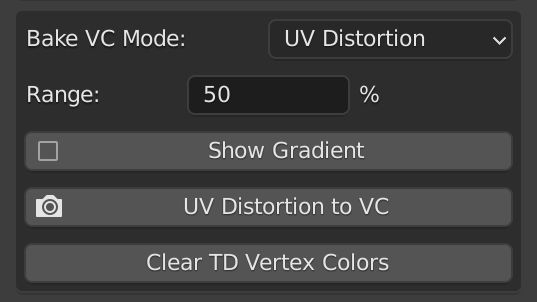 Bake VC Mode: UV Distortion
Range: 50 %
Show Gradient
UV Distortion to VC
Clear TD Vertex Colors